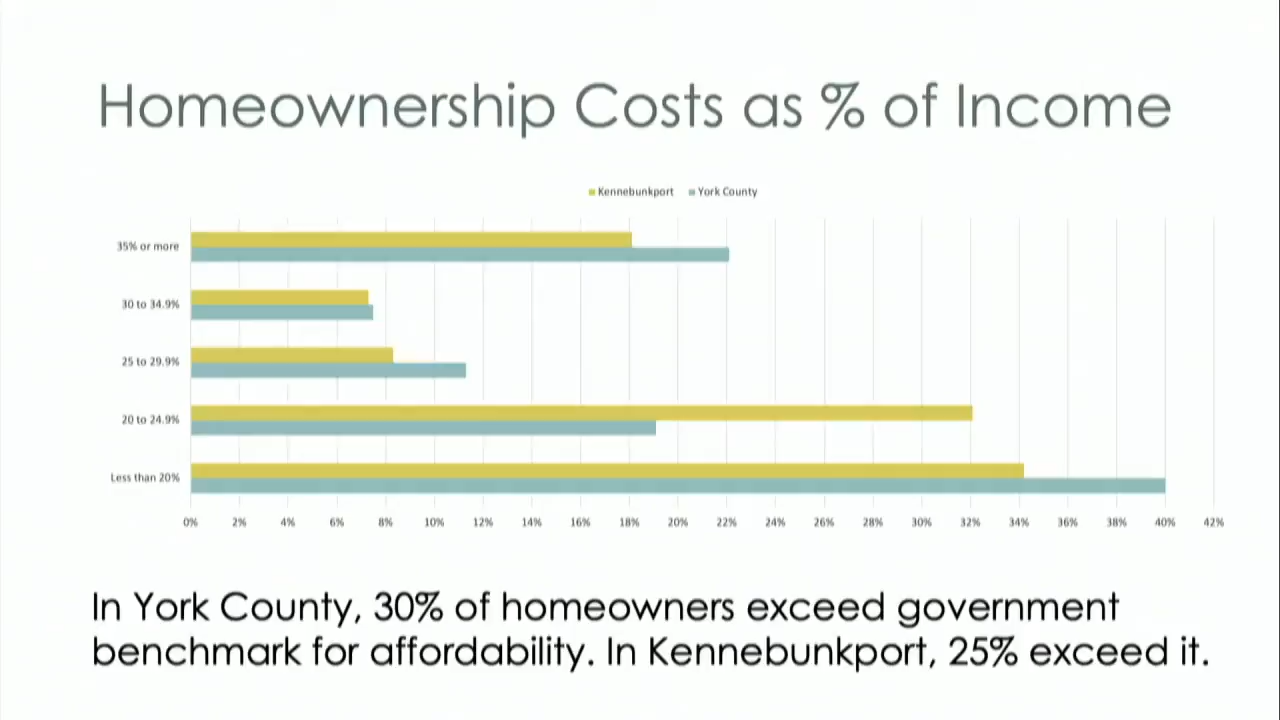 Homeownership Costs as % of Income
Kennebunkport York County
35% or more
30 to 34.9%
25 to 29.9%
20 to 24.9%
Less than 20%
0% 2% 4% 6% 8% 10% 12% 14% 16% 18% 20% 22% 24% 26% 28% 30% 32% 34% 36% 38% 40% 42%
In York County, 30% of homeowners exceed government
benchmark for affordability. In Kennebunkport, 25% exceed it.